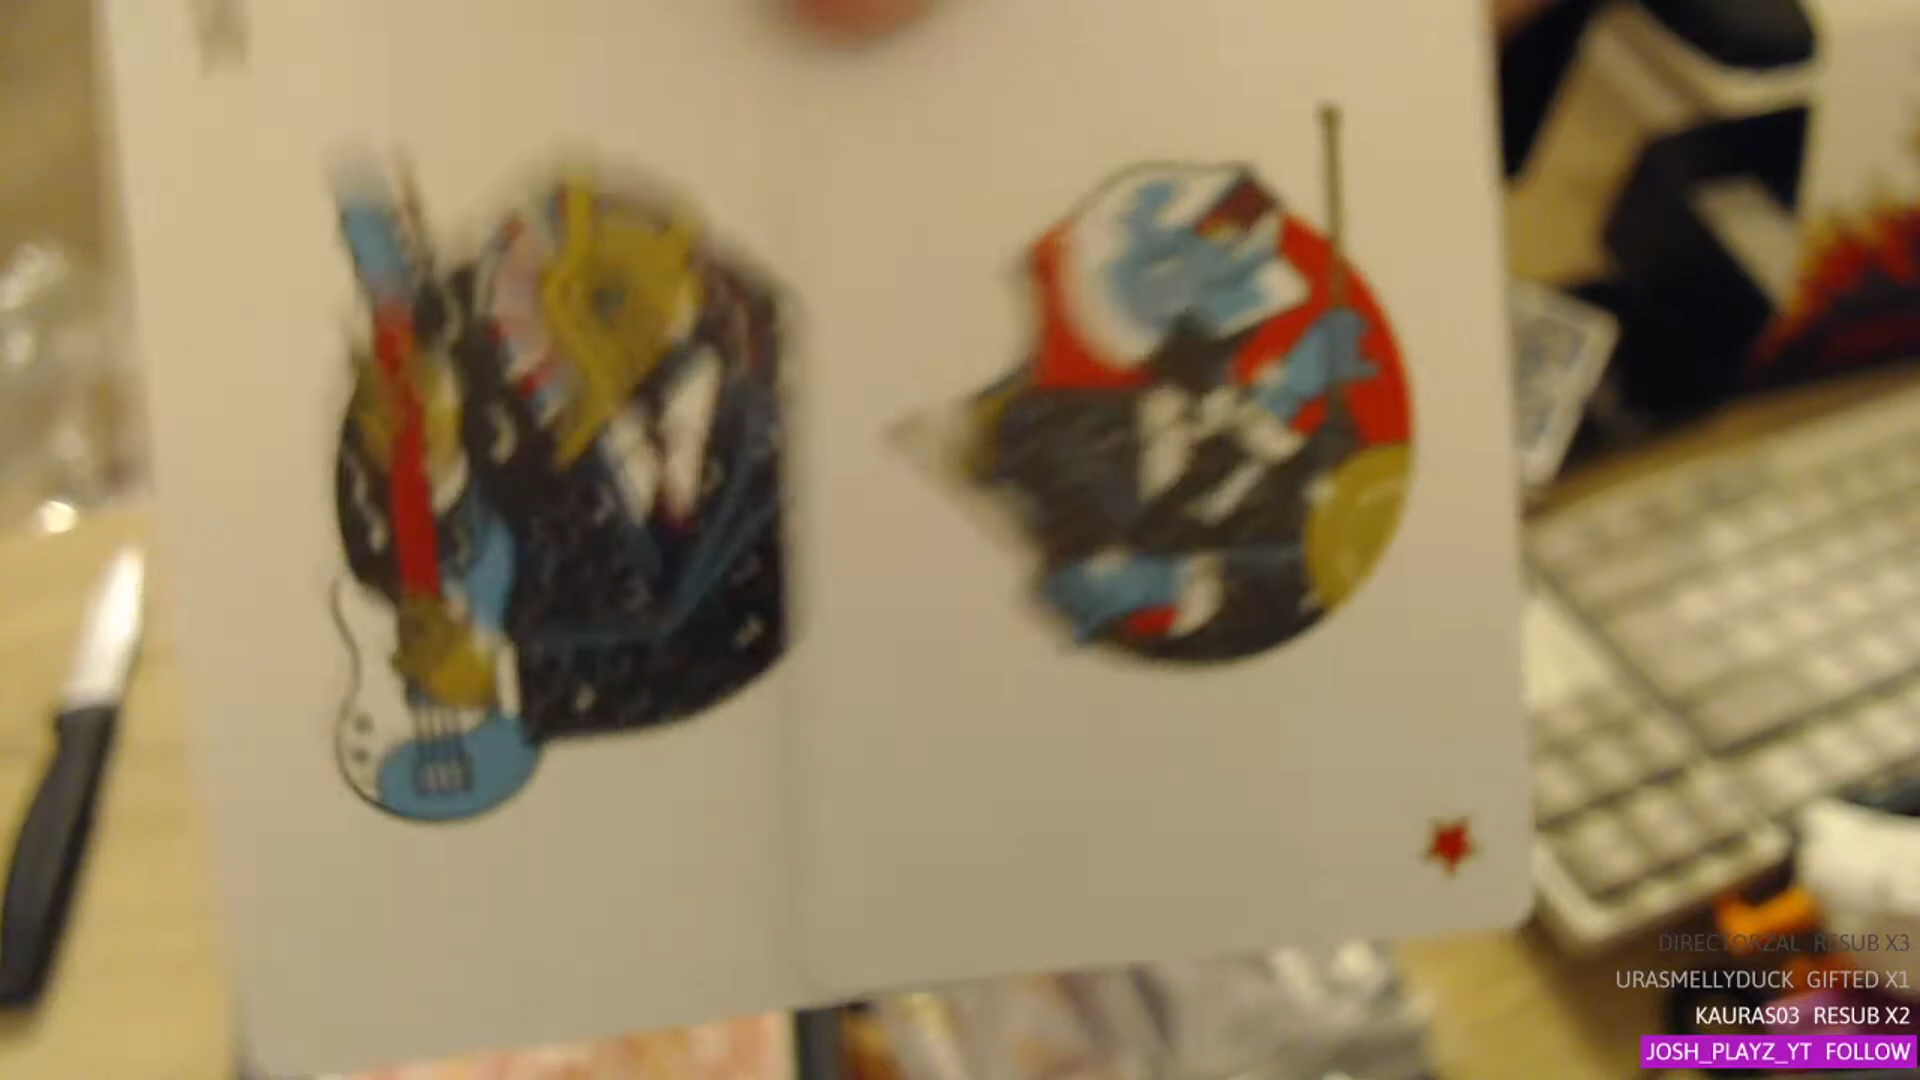 DIRECTORZAL RESUB X3
URASMELLYDUCK GIFTED X1
KAURAS03 RESUB X2
JOSH_PLAYZ_YT FOLLOW